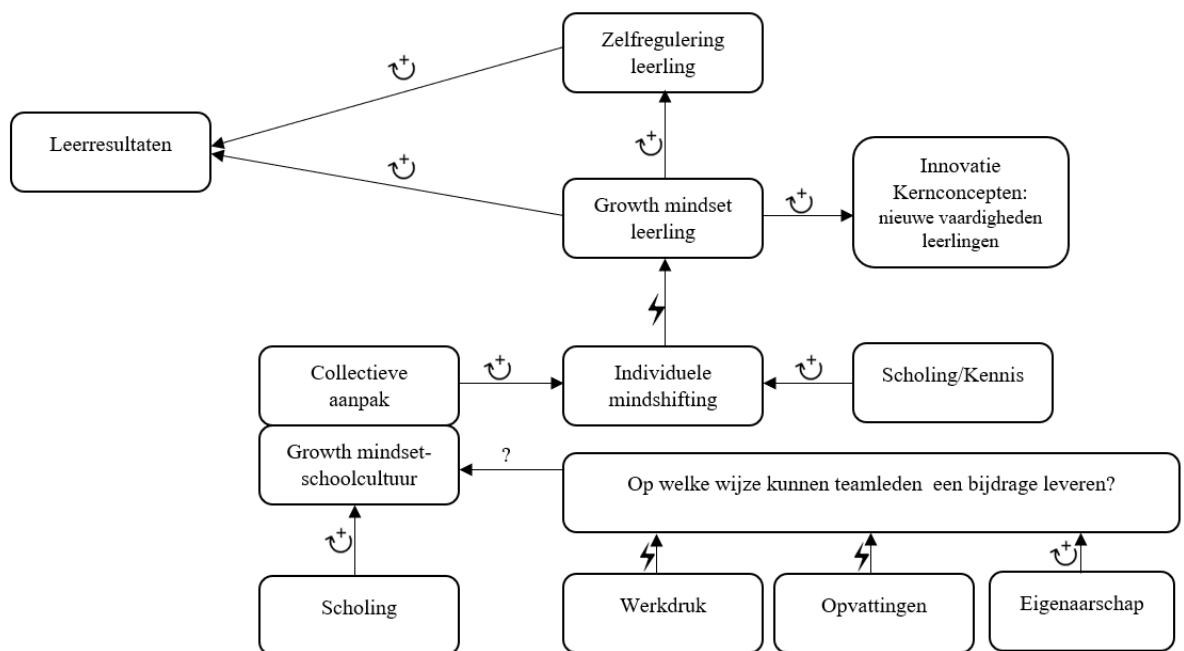 Zelfregulering
leerling
+
Leerresultaten
+
+
Innovatie
Kernconcepten:
nieuwe vaardigheden
leerlingen
Growth mindset
leerling
+
Collectieve
aanpak
+
Individuele
mindshifting
+
Scholing/Kennis
Growth mindset-
schoolcultuur
?
Op welke wijze kunnen teamleden een bijdrage leveren?
+
+
Scholing
Werkdruk
Opvattingen
Eigenaarschap